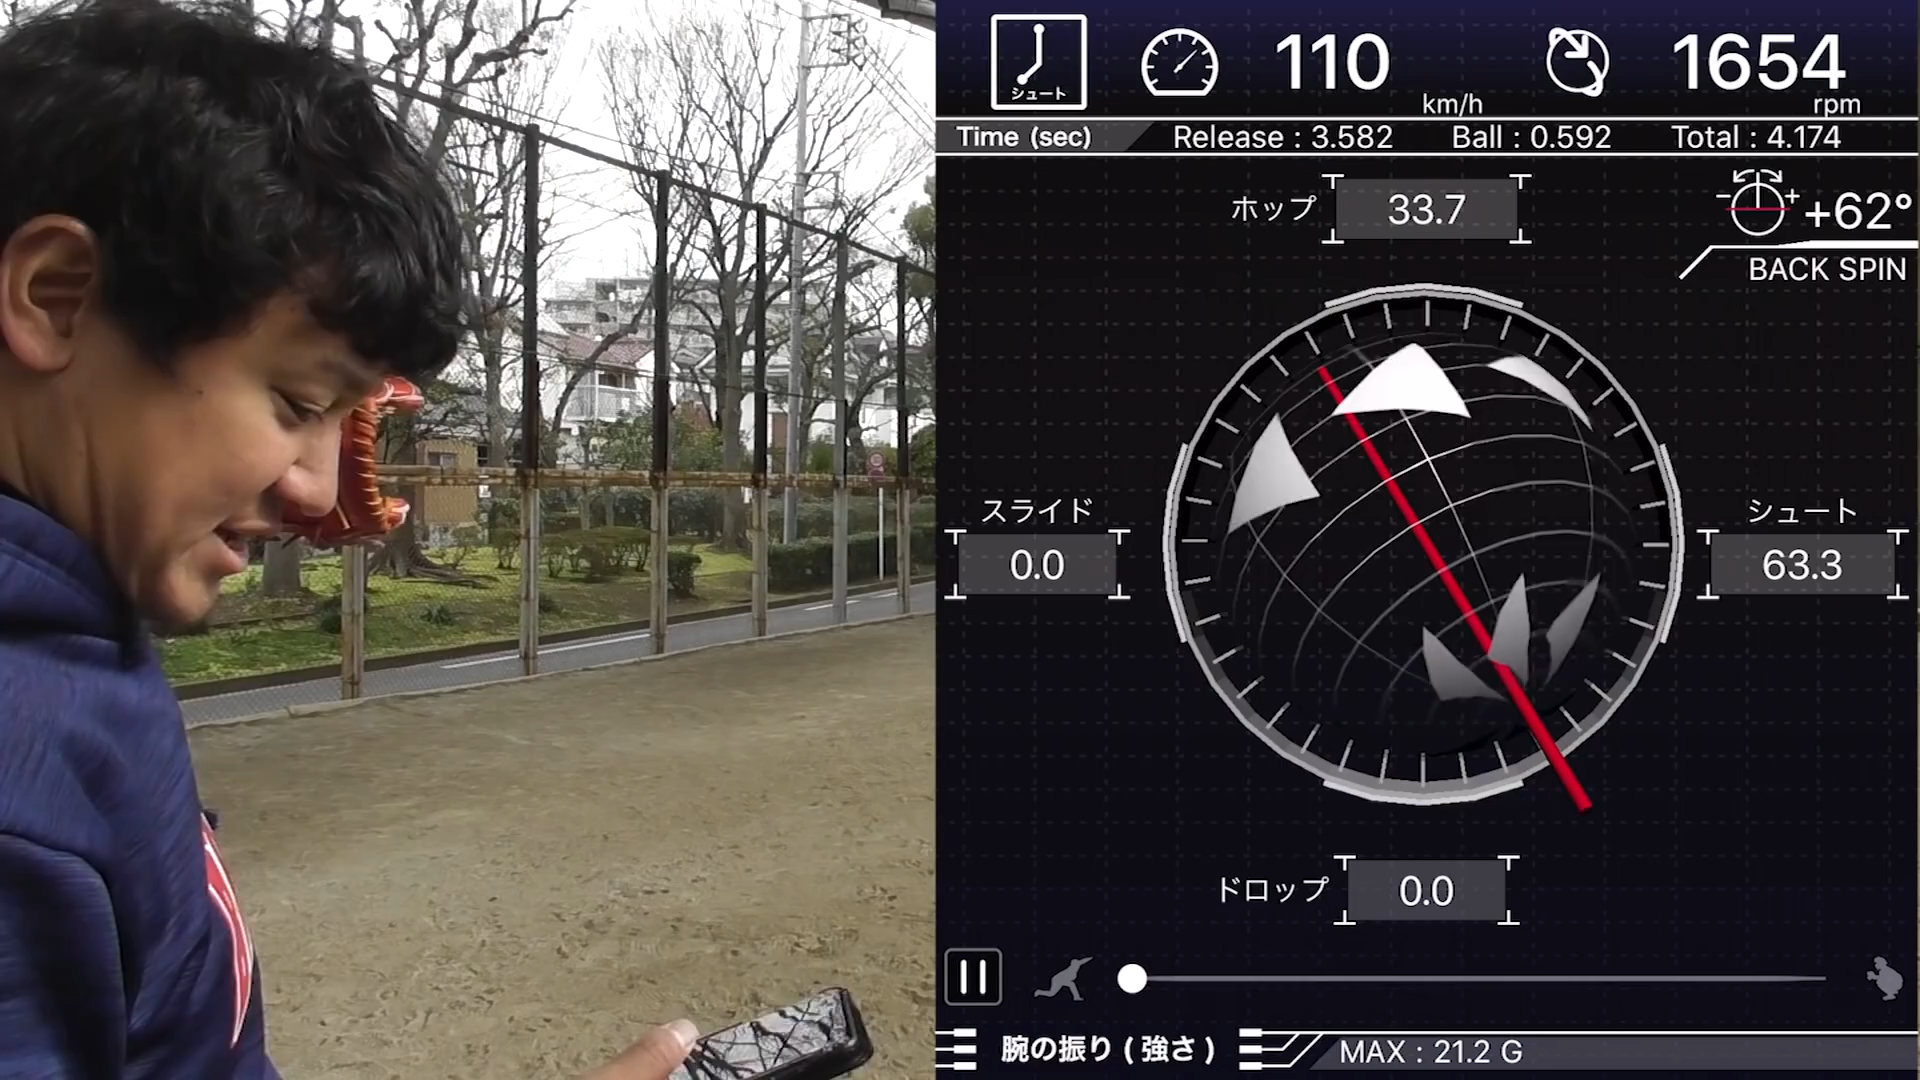 シュート
110
km/h
1654
rpm
Time (sec)
Release : 3.582
Ball : 0.592
Total : 4.174
ホップ
33.7
+62°
BACK SPIN
スライド
0.0
シュート
63.3
ドロップ
0.0
腕の振り ( 強さ )
MAX : 21.2 G